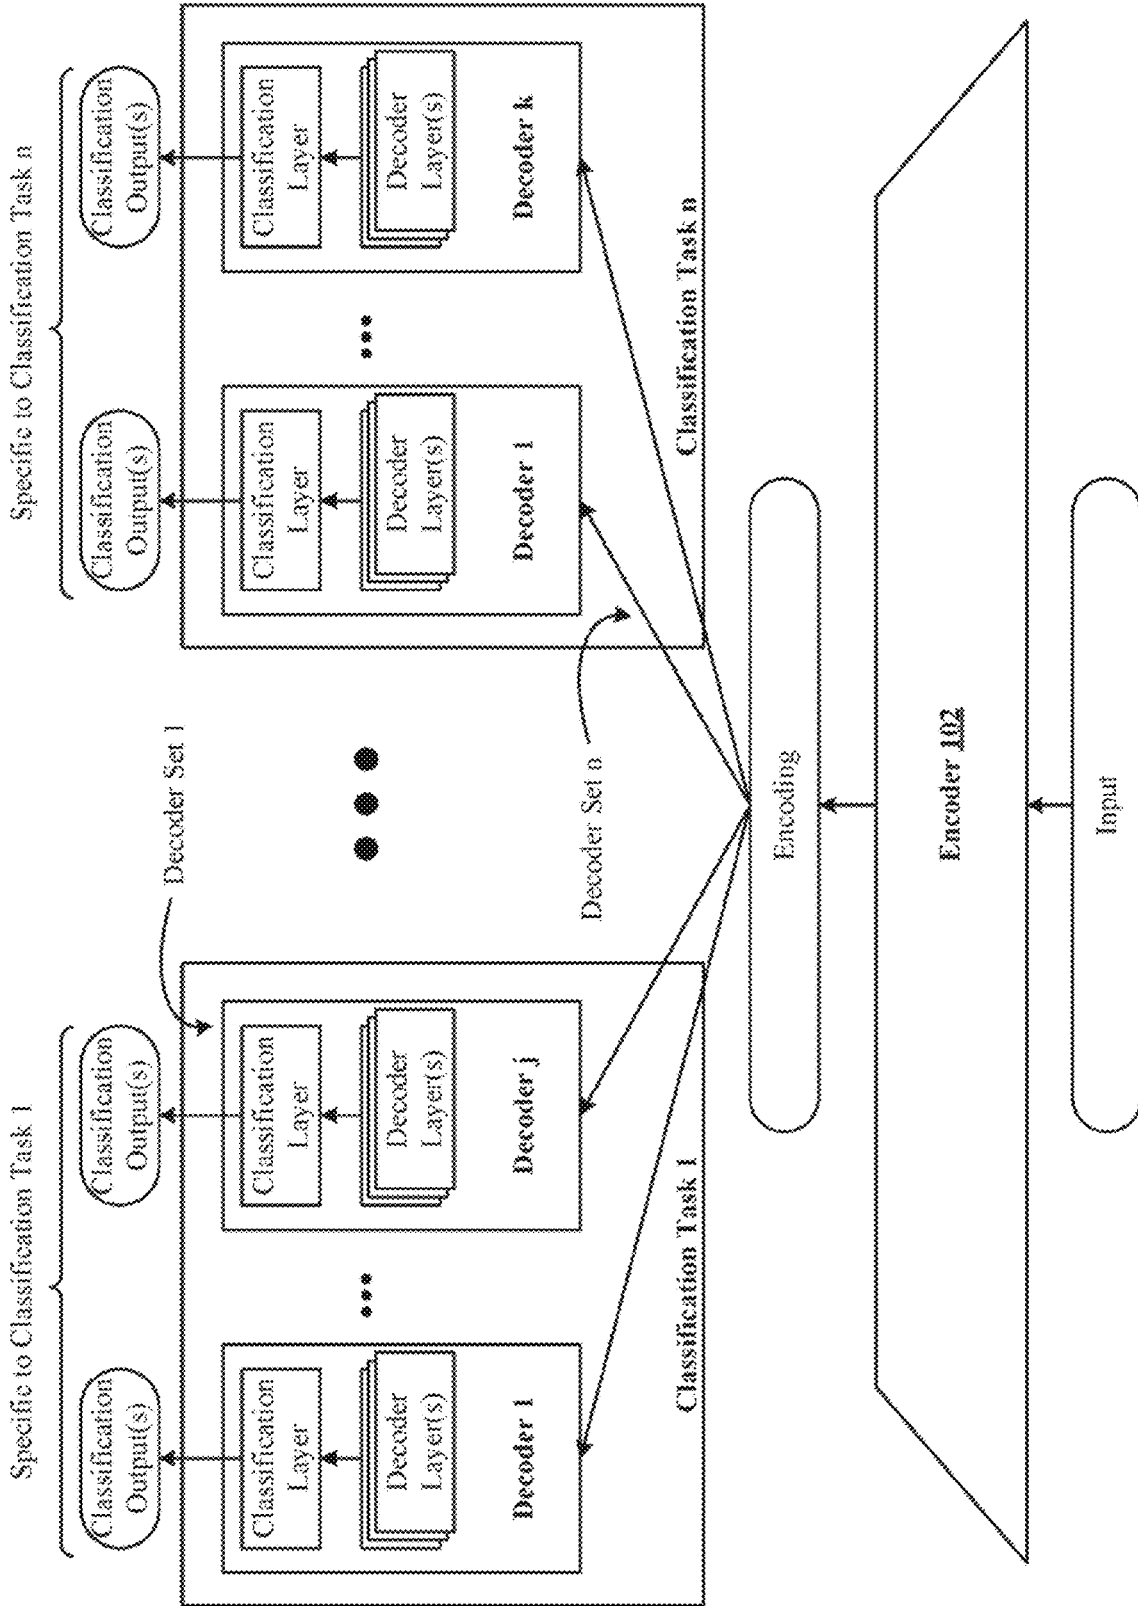 Specific to Classification Task 1
Specific to Classification Task n
Classification
Output(s)
Classification
Output(s)
Classification
Output(s)
Classification
Output(s)
Decoder Set 1
Classification
Layer
Decoder
Layer(s)
Decoder 1
Classification
Layer
Decoder
Layer(s)
Decoder j
Classification Task 1
Classification
Layer
Decoder
Layer(s)
Decoder 1
Classification
Layer
Decoder
Layer(s)
Decoder k
Classification Task n
Decoder Set n
Encoding
Encoder 102
Input